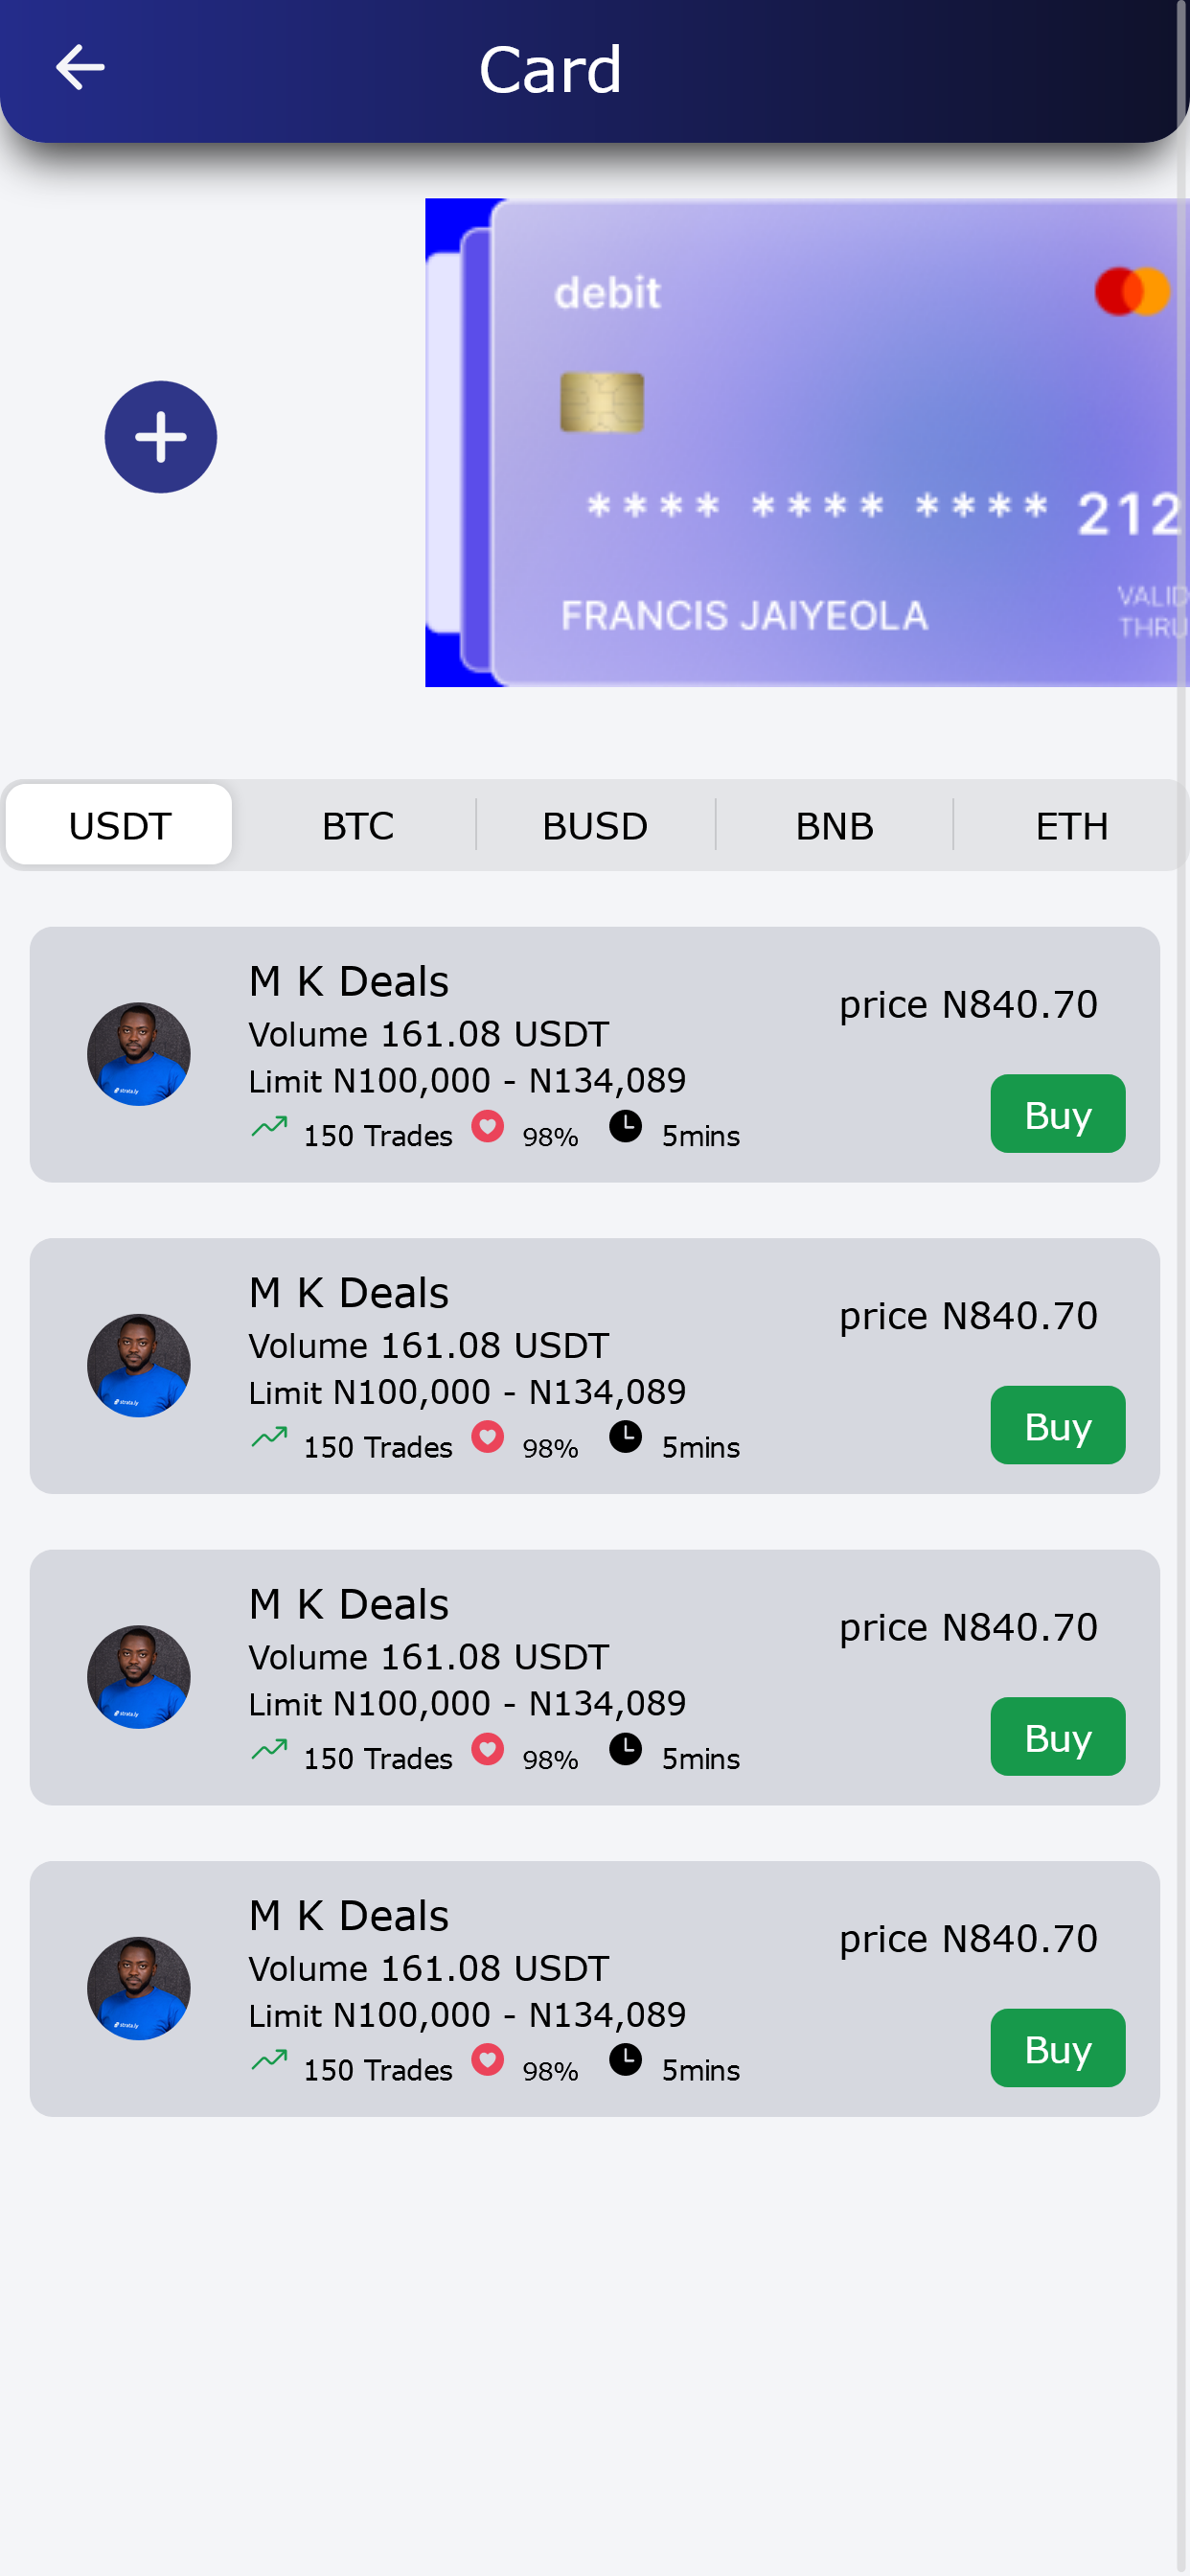 Card
debit
**** **** **** 212
FRANCIS JAIYEOLA
VALID
THRU
USDT
BTC
BUSD
BNB
ETH
M K Deals
price N840.70
Volume 161.08 USDT
Limit N100,000 - N134,089
150 Trades 98% 5mins
Buy
M K Deals
price N840.70
Volume 161.08 USDT
Limit N100,000 - N134,089
150 Trades 98% 5mins
Buy
M K Deals
price N840.70
Volume 161.08 USDT
Limit N100,000 - N134,089
150 Trades 98% 5mins
Buy
M K Deals
price N840.70
Volume 161.08 USDT
Limit N100,000 - N134,089
150 Trades 98% 5mins
Buy